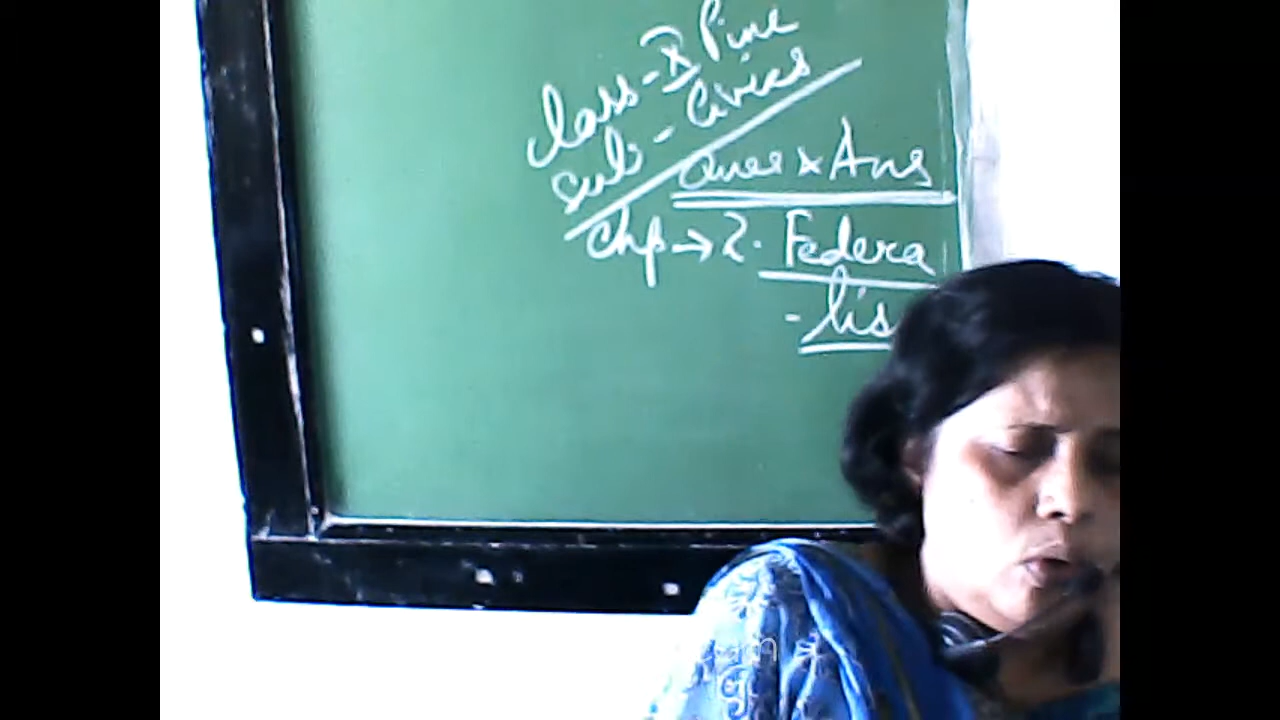 Class - X Pine
Sub - Civics
Ques & Ans
Chp → 2. Federa
- lis